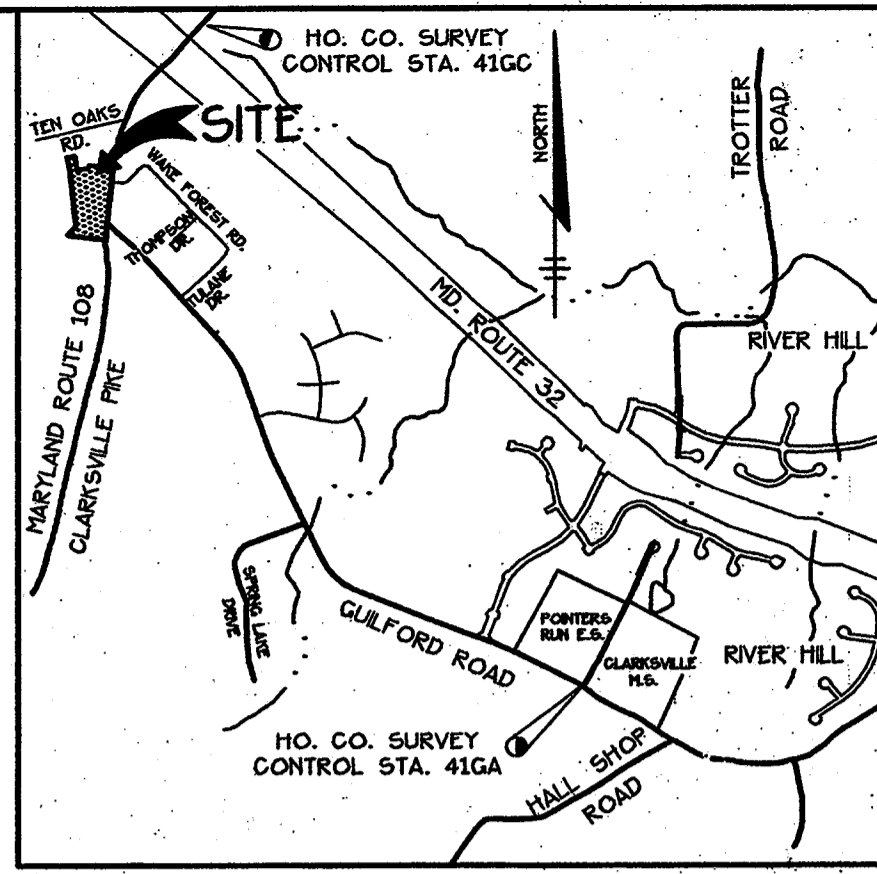 HO. CO. SURVEY
CONTROL STA. 41GC
TEN OAKS
RD.
SITE
NORTH
TROTTER
ROAD
WAKE FOREST RD.
THOMPSON
DR.
TULANE
DR.
MD. ROUTE 32
RIVER HILL
MARYLAND ROUTE 108
CLARKSVILLE PIKE
SPRING LAKE
DRIVE
GUILFORD ROAD
POINTERS
RUN E.S.
CLARKSVILLE
M.S.
RIVER HILL
HO. CO. SURVEY
CONTROL STA. 41GA
HALL SHOP
ROAD